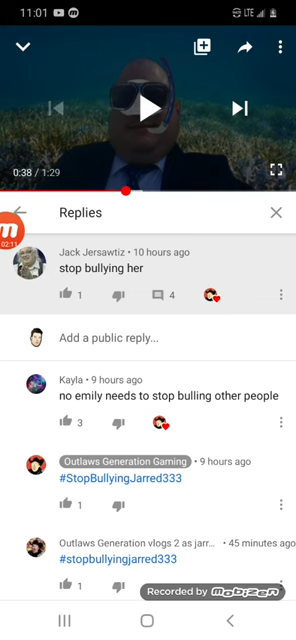 11:01
LTE
0:38 / 1:29
Replies
02:11
Jack Jersawtiz • 10 hours ago
stop bullying her
1
4
Add a public reply...
Kayla • 9 hours ago
no emily needs to stop bulling other people
3
Outlaws Generation Gaming • 9 hours ago
#StopBullyingJarred333
1
Outlaws Generation vlogs 2 as jarr... • 45 minutes ago
#stopbullyingjarred333
1
Recorded by mobizen